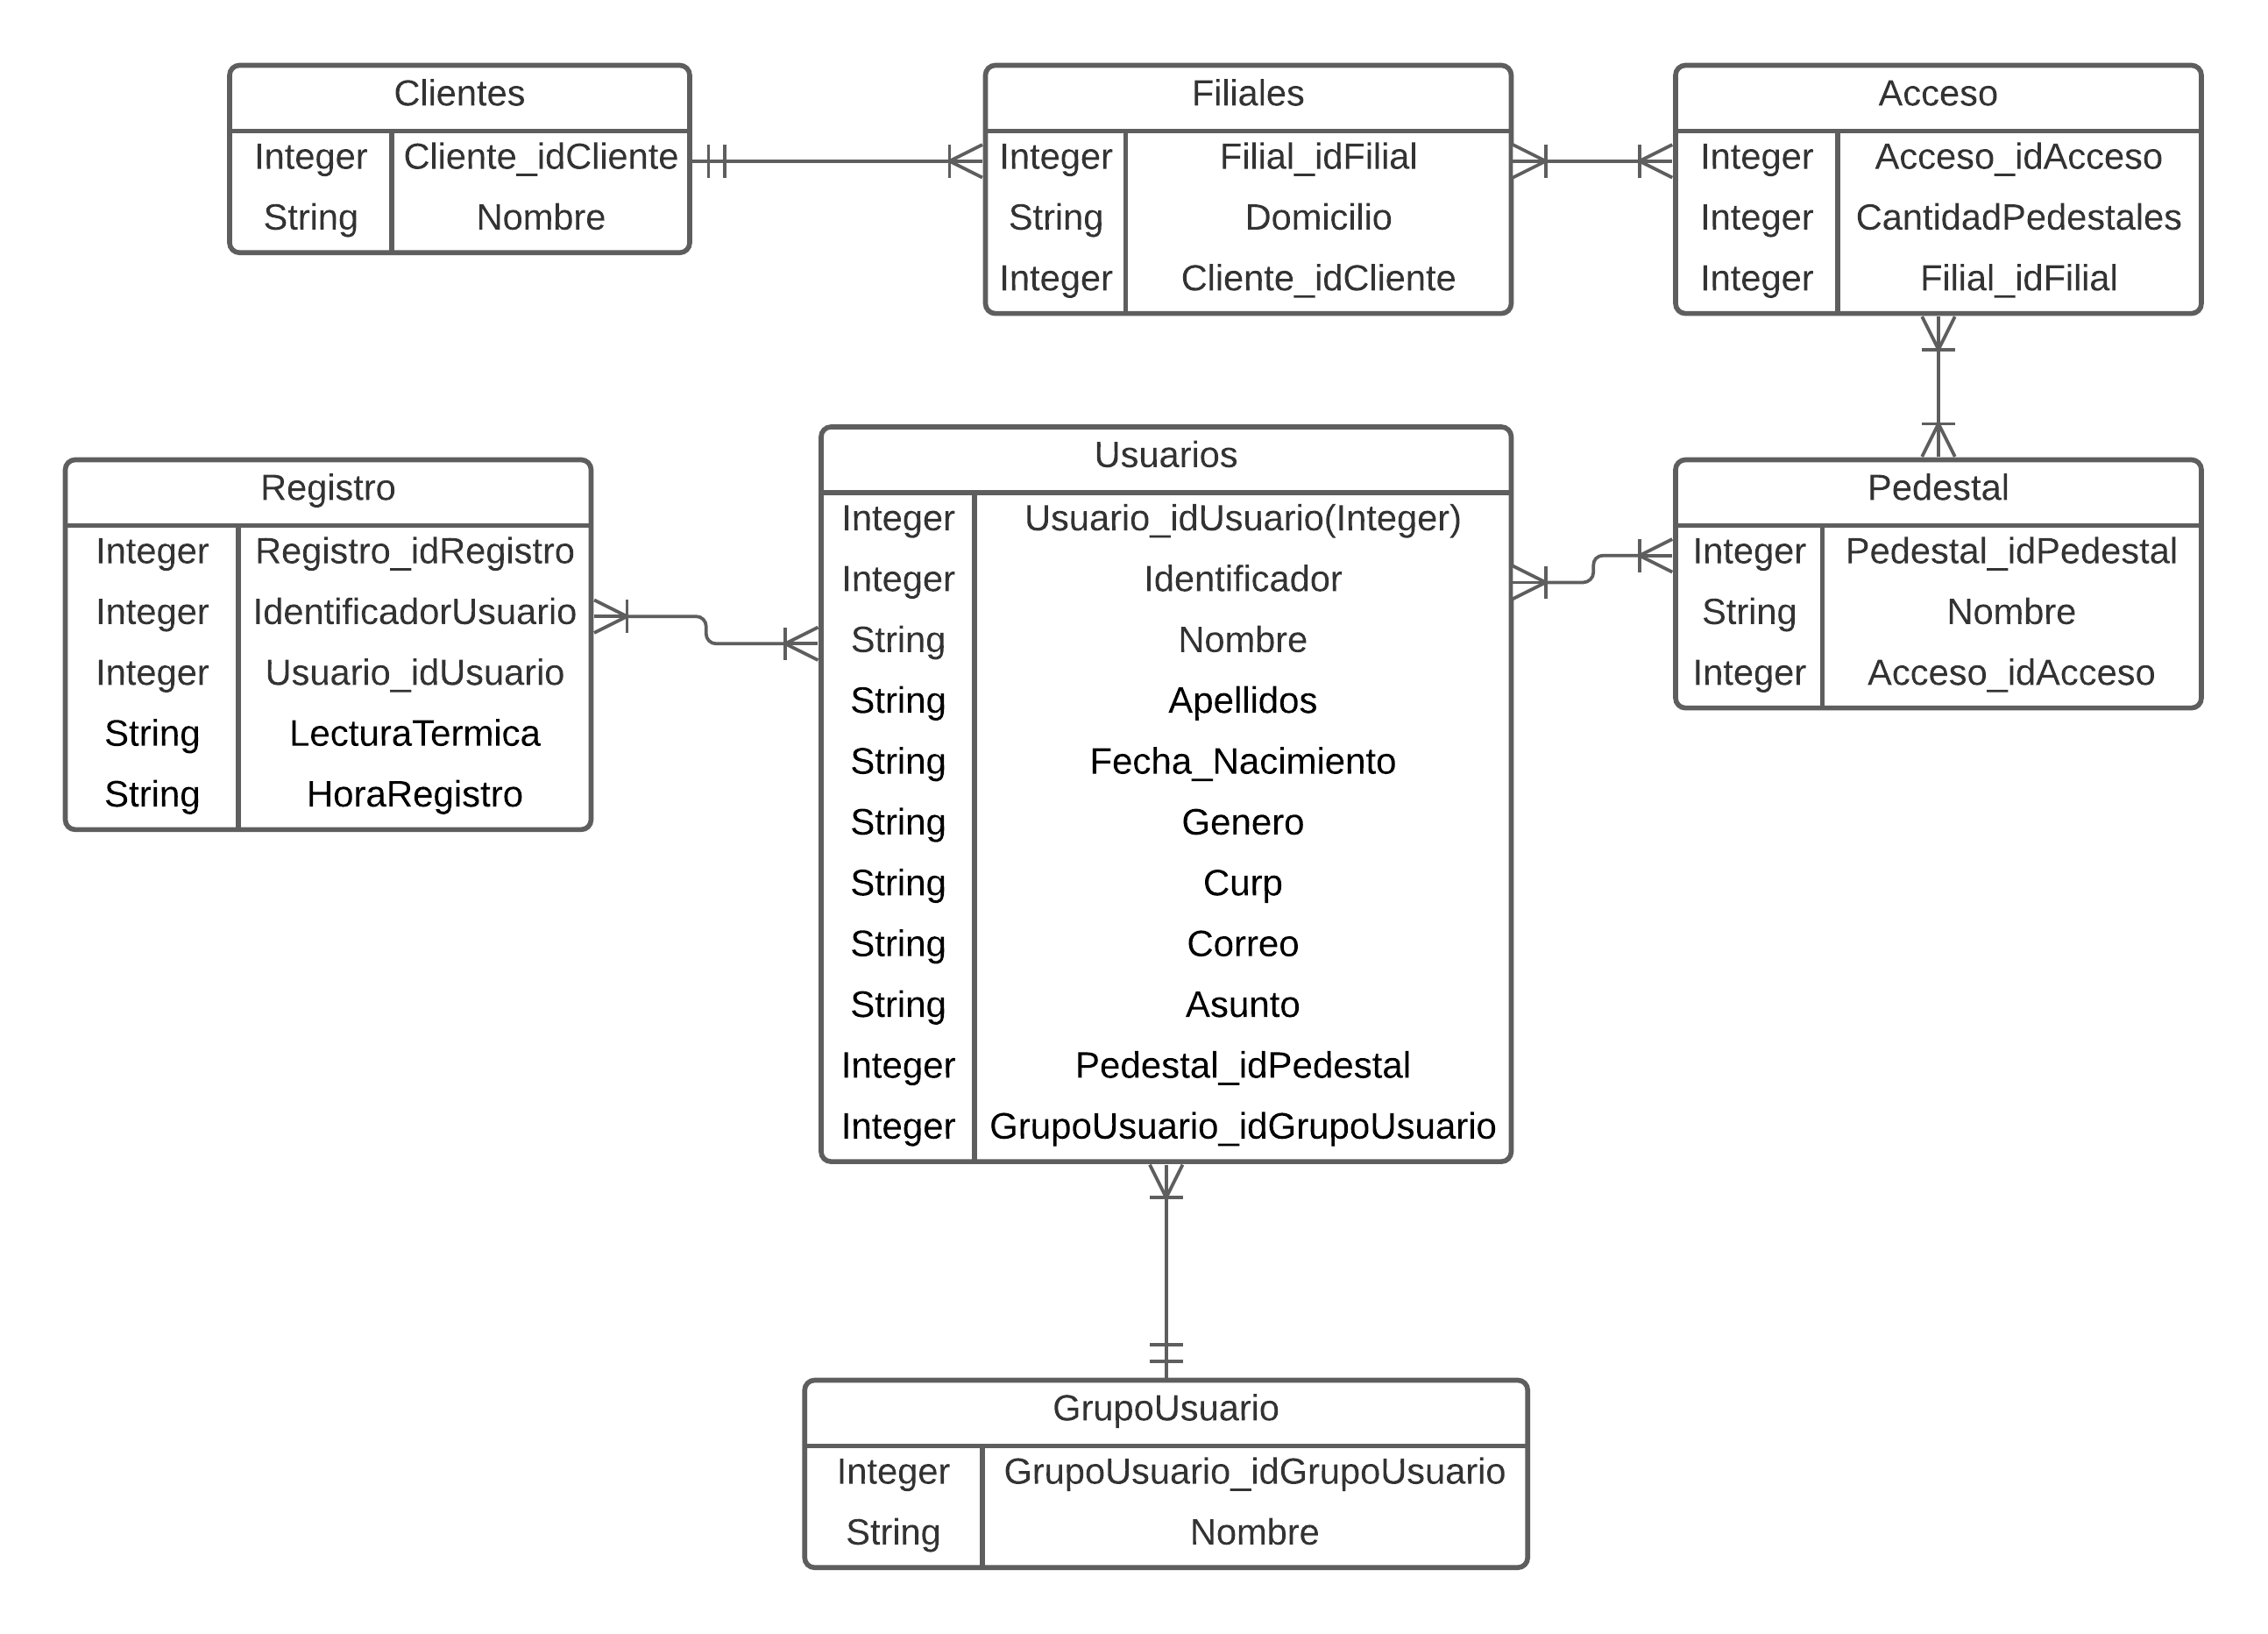 Clientes
Integer Cliente_idCliente
String Nombre
Filiales
Integer Filial_idFilial
String Domicilio
Integer Cliente_idCliente
Acceso
Integer Acceso_idAcceso
Integer CantidadPedestales
Integer Filial_idFilial
Registro
Integer Registro_idRegistro
Integer IdentificadorUsuario
Integer Usuario_idUsuario
String LecturaTermica
String HoraRegistro
Usuarios
Integer Usuario_idUsuario(Integer)
Integer Identificador
String Nombre
String Apellidos
String Fecha_Nacimiento
String Genero
String Curp
String Correo
String Asunto
Integer Pedestal_idPedestal
Integer GrupoUsuario_idGrupoUsuario
Pedestal
Integer Pedestal_idPedestal
String Nombre
Integer Acceso_idAcceso
GrupoUsuario
Integer GrupoUsuario_idGrupoUsuario
String Nombre